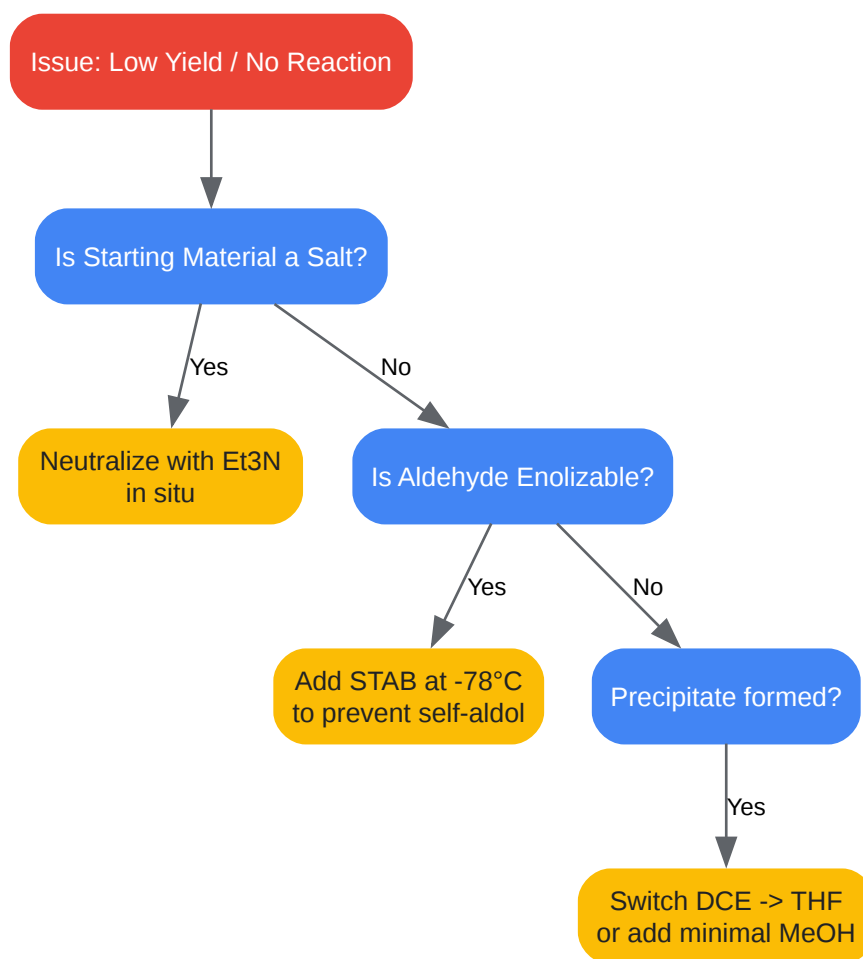 Issue: Low Yield / No Reaction
Is Starting Material a Salt?
Yes
No
Neutralize with Et3N
in situ
Is Aldehyde Enolizable?
Yes
No
Add STAB at -78°C
to prevent self-aldol
Precipitate formed?
Yes
Switch DCE -> THF
or add minimal MeOH